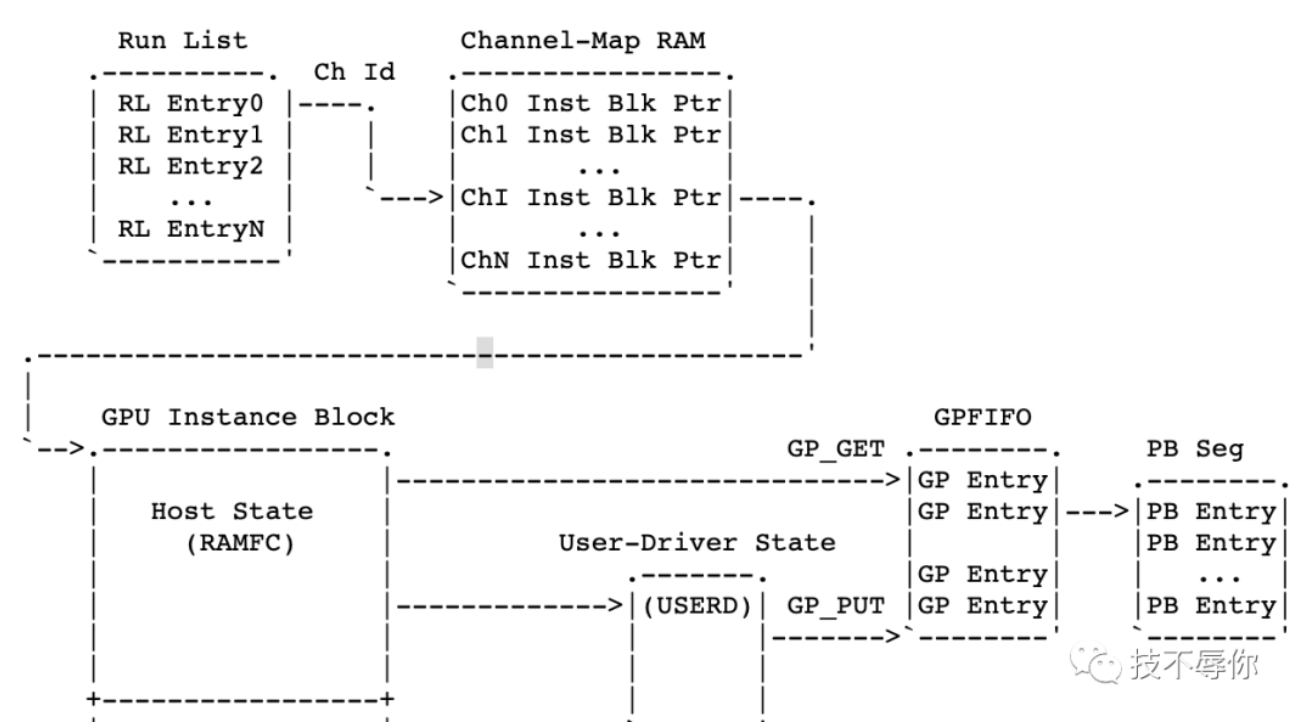 Run List
Channel-Map RAM
Ch Id
RL Entry0
Ch0 Inst Blk Ptr
RL Entry1
Ch1 Inst Blk Ptr
RL Entry2
...
...
ChI Inst Blk Ptr
RL EntryN
...
ChN Inst Blk Ptr
GPU Instance Block
GPFIFO
GP_GET
PB Seg
GP Entry
Host State
GP Entry
PB Entry
(RAMFC)
User-Driver State
PB Entry
GP Entry
...
(USERD)
GP_PUT
GP Entry
PB Entry
技不辱你